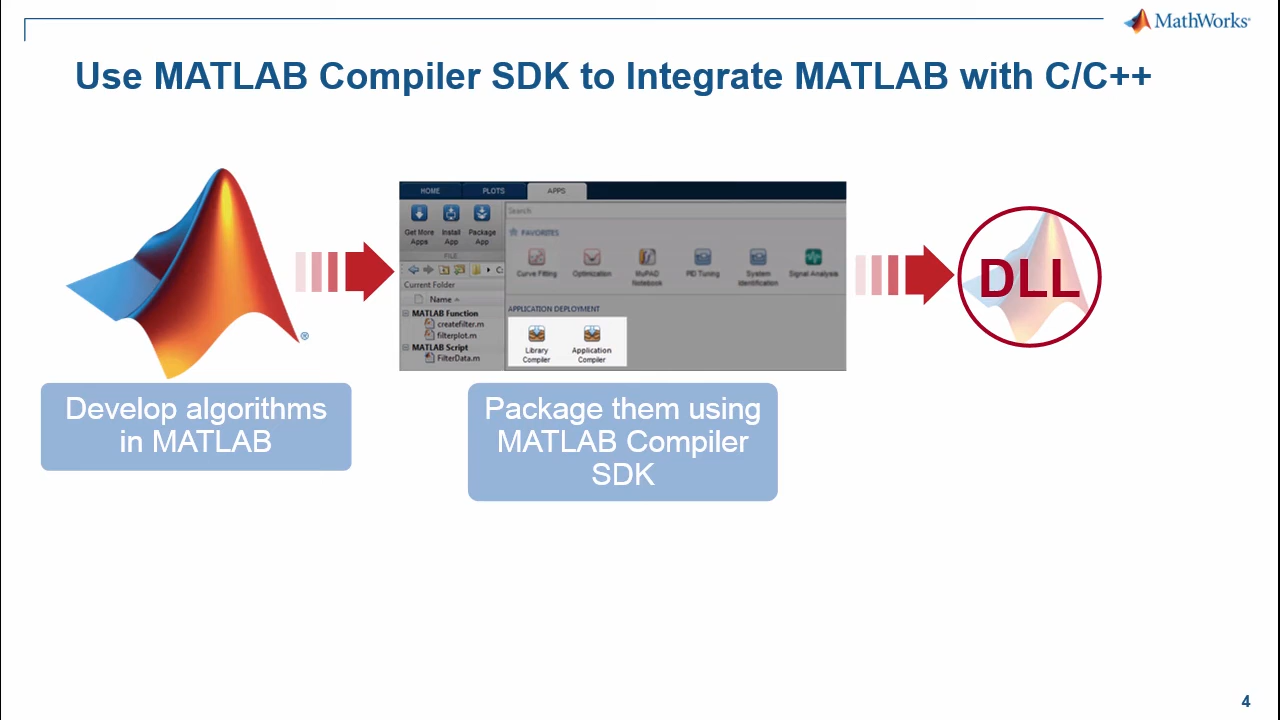 MathWorks®
Use MATLAB Compiler SDK to Integrate MATLAB with C/C++
HOME PLOTS APPS
Get More Apps
Install App
Package App
FILE
Search
FAVORITES
Curve Fitting
Optimization
MuPAD Notebook
PID Tuning
System Identification
Signal Analysis
C:
Current Folder
Name
MATLAB Function
createfilter.m
filterplot.m
MATLAB Script
FilterData.m
APPLICATION DEPLOYMENT
Library Compiler
Application Compiler
DLL
®
Develop algorithms
in MATLAB
Package them using
MATLAB Compiler
SDK
4